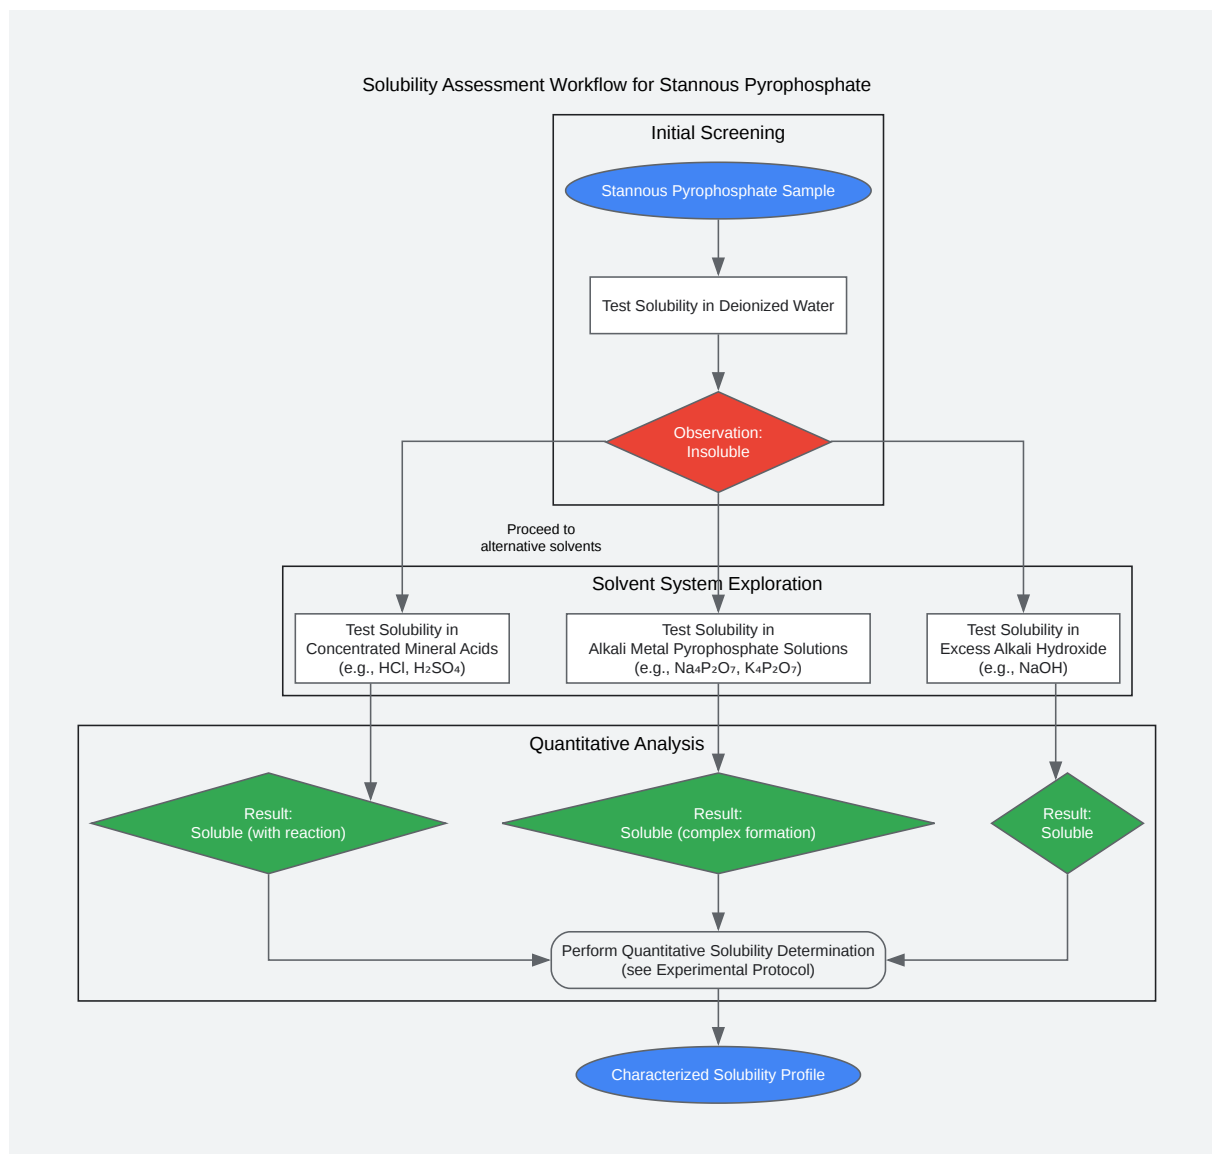 Solubility Assessment Workflow for Stannous Pyrophosphate
Initial Screening
Stannous Pyrophosphate Sample
Test Solubility in Deionized Water
Observation:
Insoluble
Proceed to
alternative solvents
Solvent System Exploration
Test Solubility in
Concentrated Mineral Acids
(e.g., HCl, H₂SO₄)
Test Solubility in
Alkali Metal Pyrophosphate Solutions
(e.g., Na₄P₂O₇, K₄P₂O₇)
Test Solubility in
Excess Alkali Hydroxide
(e.g., NaOH)
Quantitative Analysis
Result:
Soluble (with reaction)
Result:
Soluble (complex formation)
Result:
Soluble
Perform Quantitative Solubility Determination
(see Experimental Protocol)
Characterized Solubility Profile